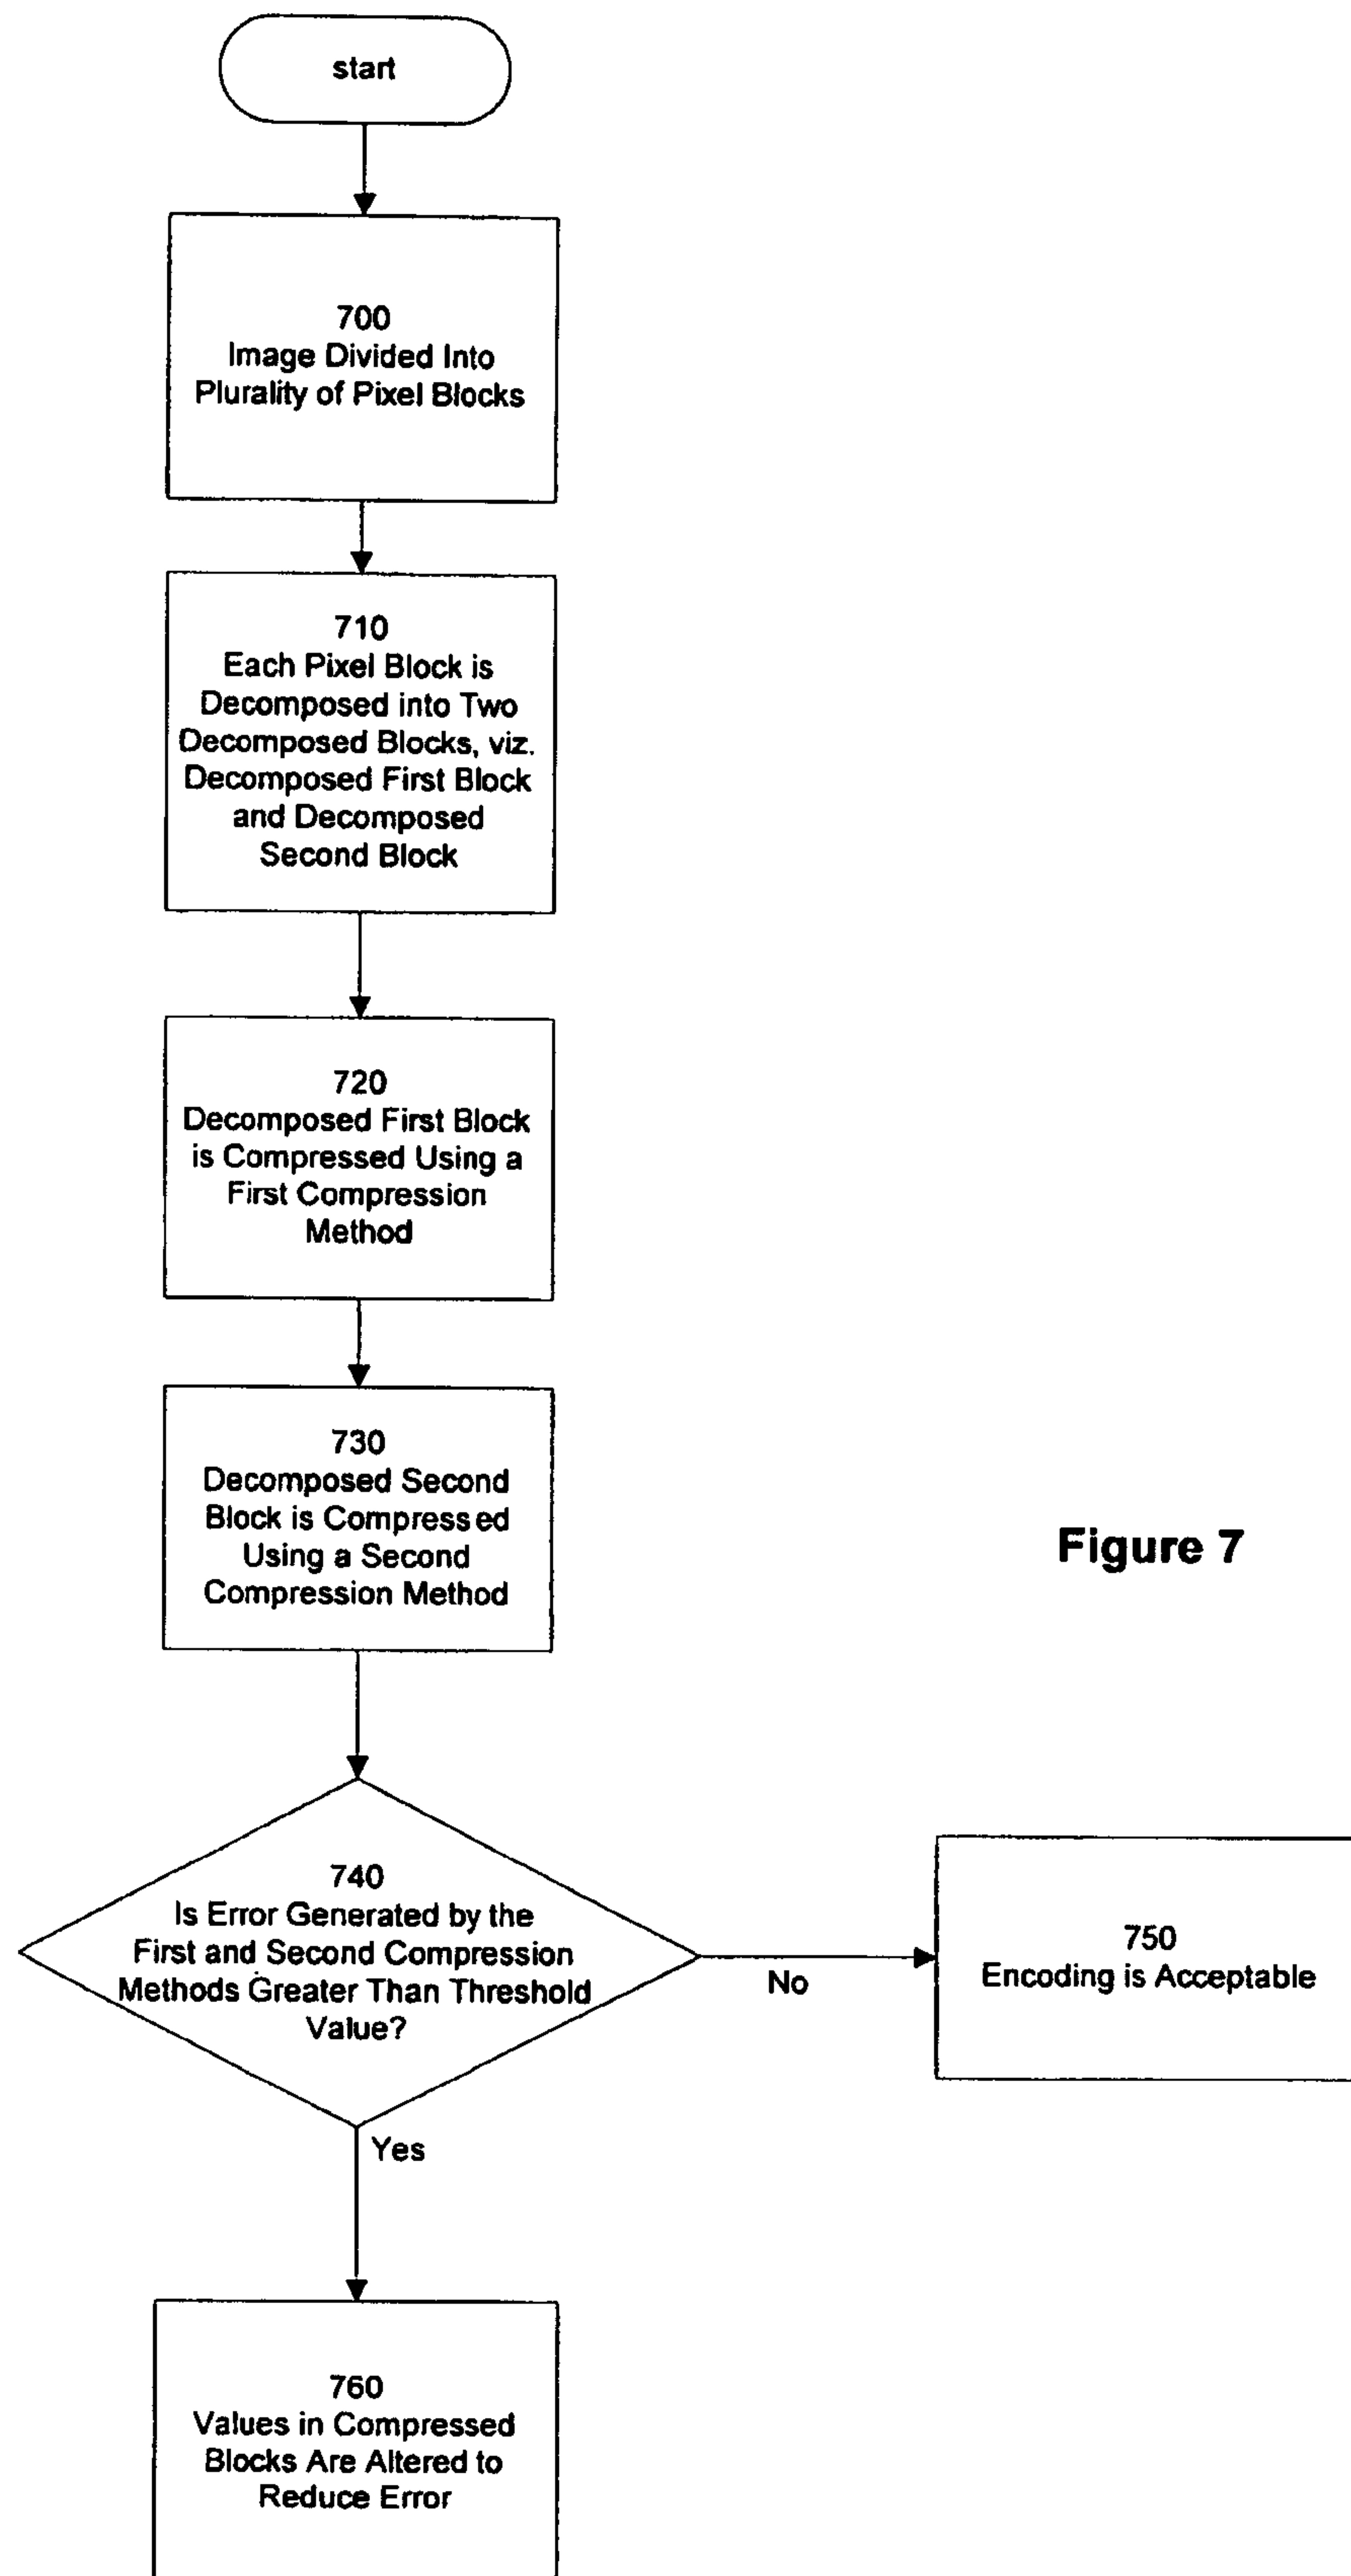 start
700
Image Divided Into
Plurality of Pixel Blocks
710
Each Pixel Block is
Decomposed into Two
Decomposed Blocks, viz.
Decomposed First Block
and Decomposed
Second Block
720
Decomposed First Block
is Compressed Using a
First Compression
Method
730
Decomposed Second
Block is Compressed
Using a Second
Compression Method
Figure 7
740
Is Error Generated by the
First and Second Compression
Methods Greater Than Threshold
Value?
No
750
Encoding is Acceptable
Yes
760
Values in Compressed
Blocks Are Altered to
Reduce Error